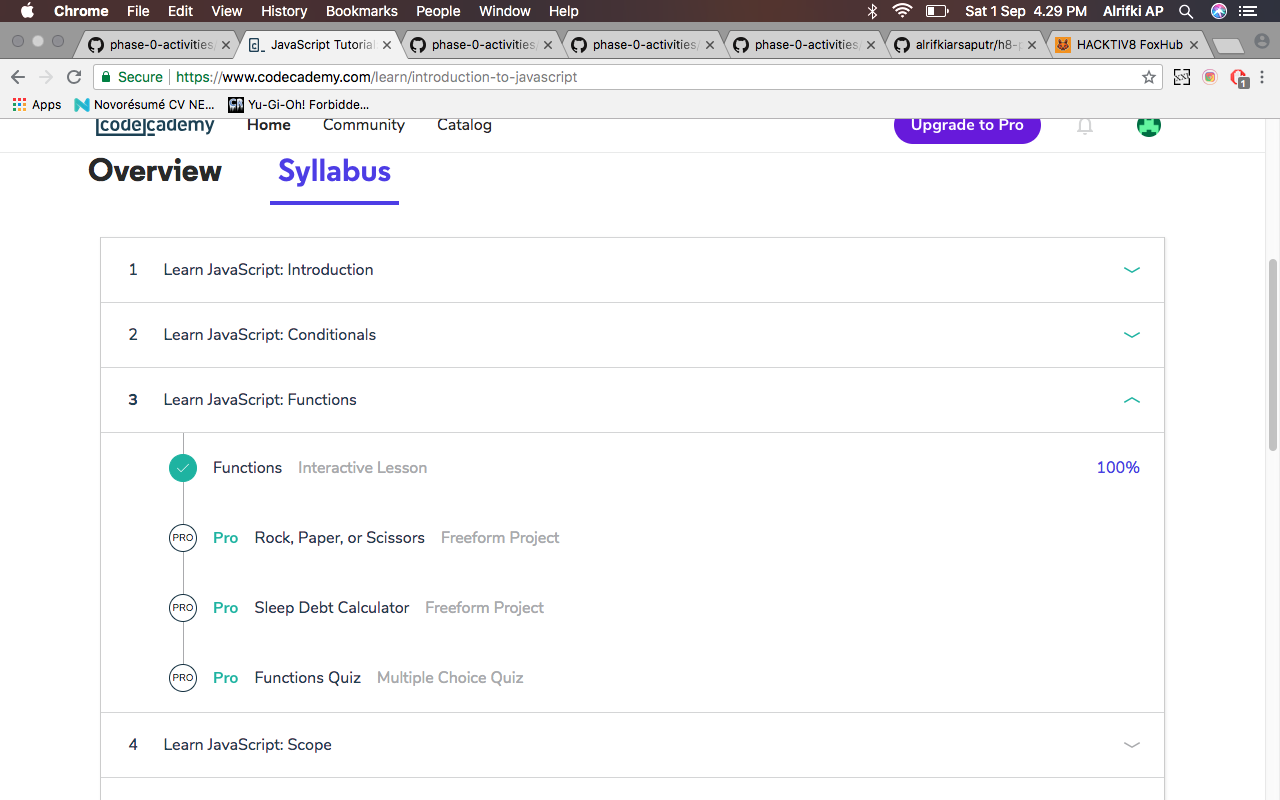 Chrome File Edit View History Bookmarks People Window Help Sat 1 Sep 4.29 PM Alrifki AP
phase-0-activities/ JavaScript Tutorial phase-0-activities/ phase-0-activities/ phase-0-activities/ alrifkiarsaputr/h8-p HACKTIV8 FoxHub
Secure https://www.codecademy.com/learn/introduction-to-javascript 1
Apps Novorésumé CV NE... Yu-Gi-Oh! Forbidde...
[code]cademy Home Community Catalog Upgrade to Pro
Overview Syllabus
1 Learn JavaScript: Introduction
2 Learn JavaScript: Conditionals
3 Learn JavaScript: Functions
Functions Interactive Lesson 100%
PRO Pro Rock, Paper, or Scissors Freeform Project
PRO Pro Sleep Debt Calculator Freeform Project
PRO Pro Functions Quiz Multiple Choice Quiz
4 Learn JavaScript: Scope